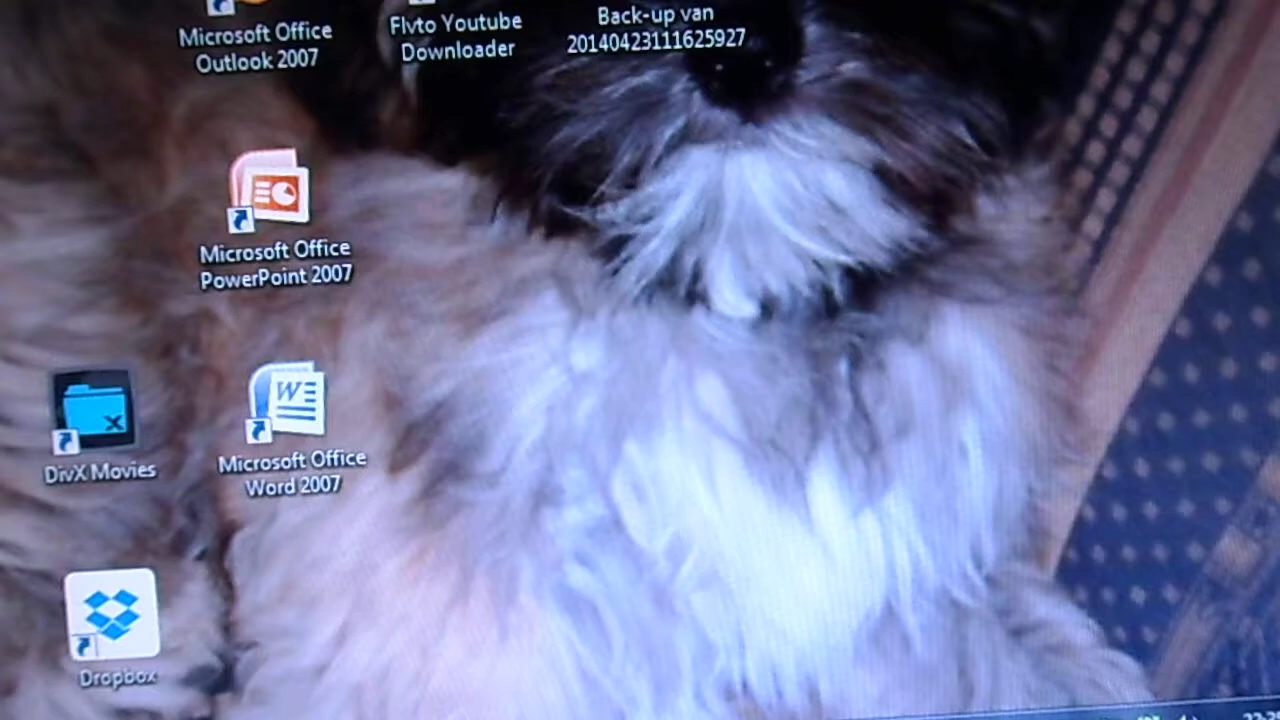 Microsoft Office
Outlook 2007
Flvto Youtube
Downloader
Back-up van
20140423111625927
Microsoft Office
PowerPoint 2007
DivX Movies
Microsoft Office
Word 2007
Dropbox